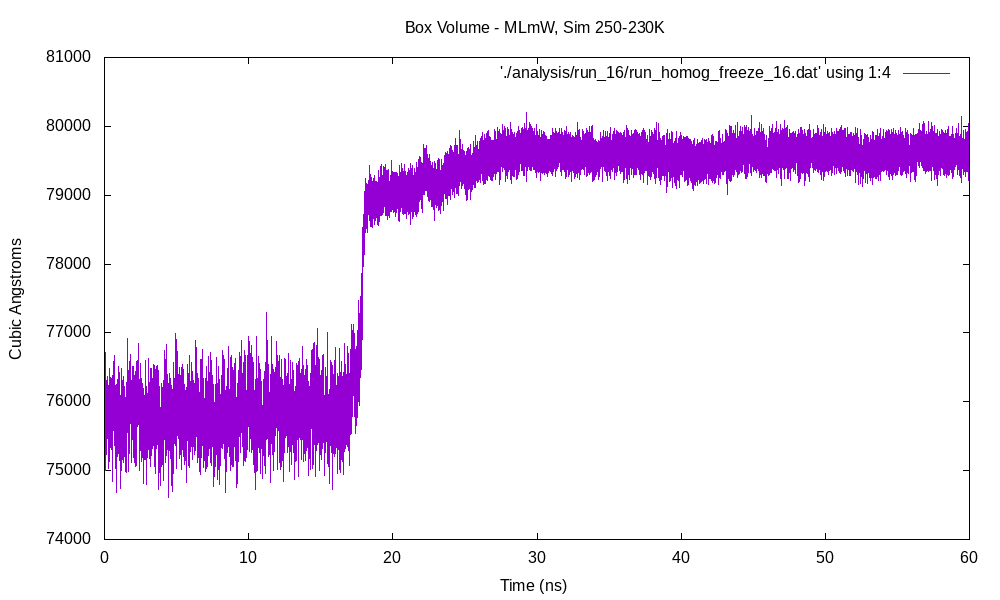 Box Volume - MLmW, Sim 250-230K
'./analysis/run_16/run_homog_freeze_16.dat' using 1:4
81000
80000
79000
78000
77000
76000
75000
74000
Cubic Angstroms
0 10 20 30 40 50 60
Time (ns)